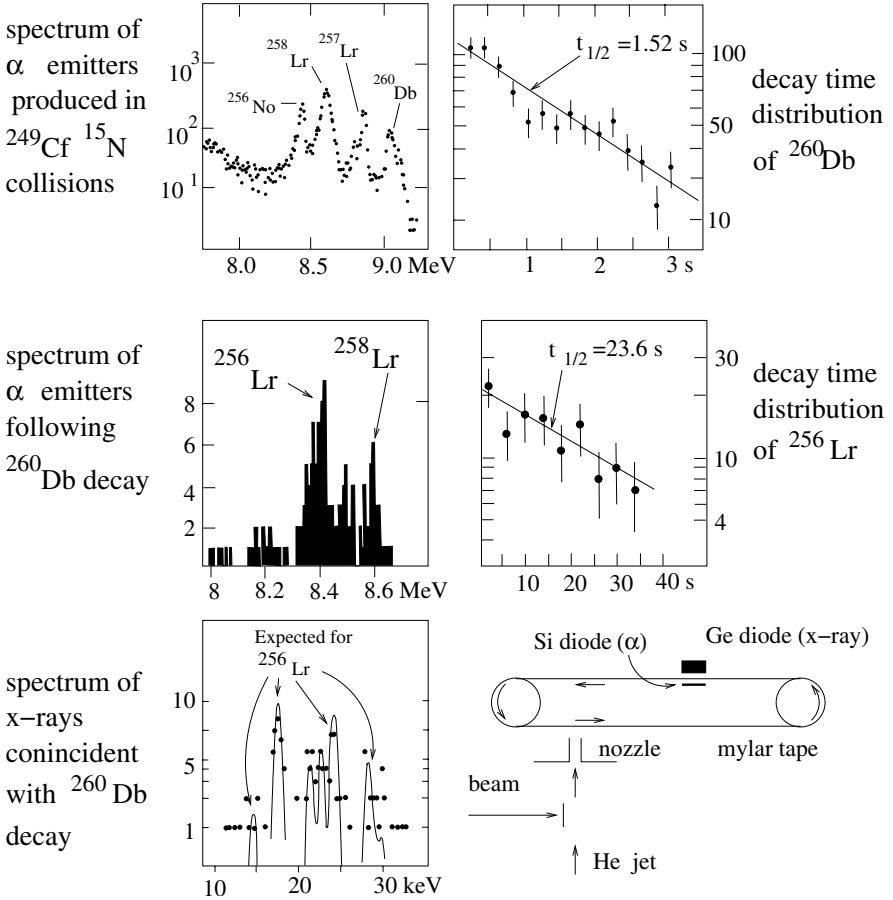 spectrum of
α emitters
produced in
²⁴⁹Cf ¹⁵N
collisions
10³
10²
10¹
²⁵⁶No
²⁵⁸Lr
²⁵⁷Lr
²⁶⁰Db
8.0 8.5 9.0 MeV
t 1/2 =1.52 s
100
50
10
1 2 3 s
decay time
distribution
of ²⁶⁰Db
spectrum of
α emitters
following
²⁶⁰Db decay
8
6
4
2
²⁵⁶Lr
²⁵⁸Lr
8 8.2 8.4 8.6 MeV
t 1/2 =23.6 s
30
10
4
10 20 30 40 s
decay time
distribution
of ²⁵⁶Lr
spectrum of
x−rays
conincident
with ²⁶⁰Db
decay
10
5
1
Expected for
²⁵⁶Lr
10 20 30 keV
Si diode (α)
Ge diode (x−ray)
nozzle
mylar tape
beam
He jet